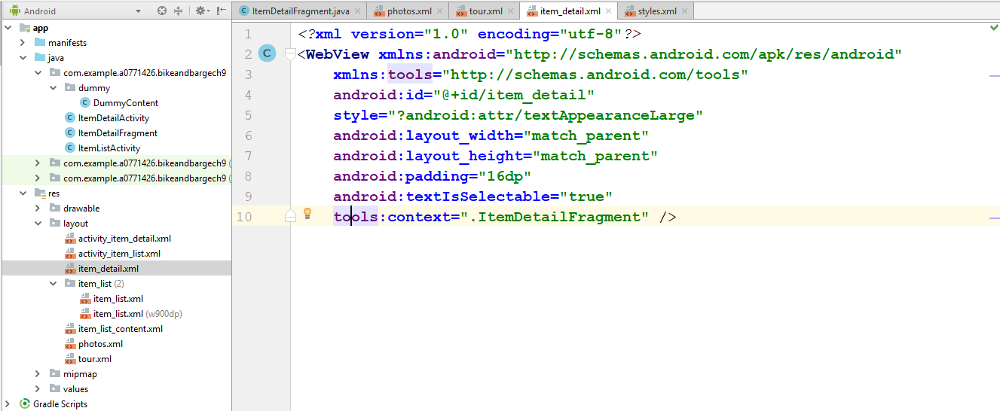 Android
app
manifests
java
com.example.a0771426.bikeandbargech9
dummy
DummyContent
ItemDetailActivity
ItemDetailFragment
ItemListActivity
com.example.a0771426.bikeandbargech9 (
com.example.a0771426.bikeandbargech9 (
res
drawable
layout
activity_item_detail.xml
activity_item_list.xml
item_detail.xml
item_list (2)
item_list.xml
item_list.xml (w900dp)
item_list_content.xml
photos.xml
tour.xml
mipmap
values
Gradle Scripts
ItemDetailFragment.java photos.xml tour.xml item_detail.xml styles.xml
1 <?xml version="1.0" encoding="utf-8"?>
2 <WebView xmlns:android="http://schemas.android.com/apk/res/android"
3 xmlns:tools="http://schemas.android.com/tools"
4 android:id="@+id/item_detail"
5 style="?android:attr/textAppearanceLarge"
6 android:layout_width="match_parent"
7 android:layout_height="match_parent"
8 android:padding="16dp"
9 android:textIsSelectable="true"
10 tools:context=".ItemDetailFragment" />